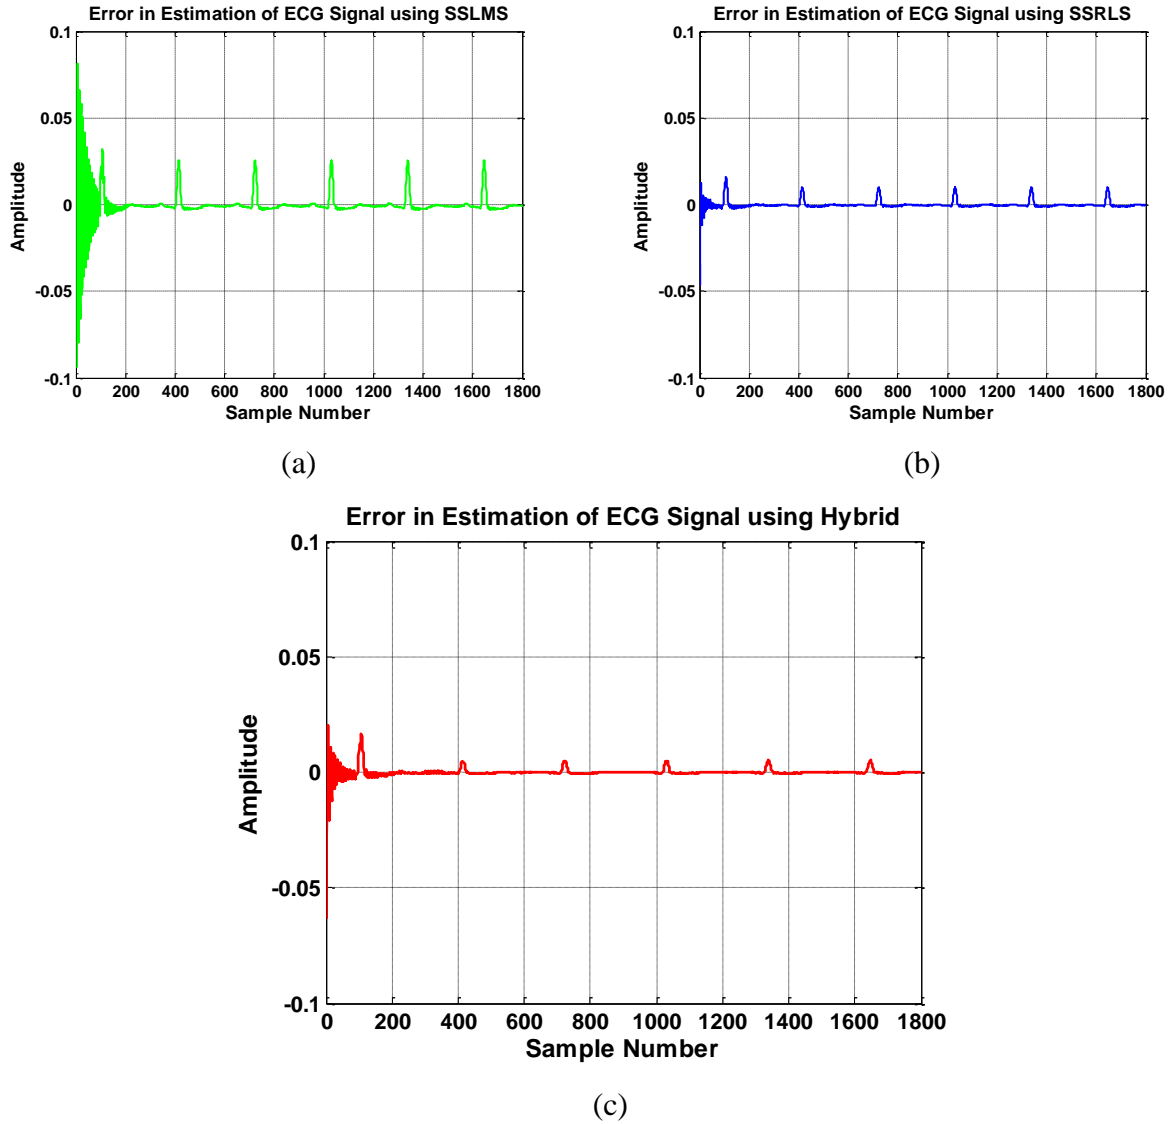 Error in Estimation of ECG Signal using SSLMS
0.1
0.05
0
-0.05
-0.1
Amplitude
0 200 400 600 800 1000 1200 1400 1600 1800
Sample Number
(a)
Error in Estimation of ECG Signal using SSRLS
0.1
0.05
0
-0.05
-0.1
Amplitude
0 200 400 600 800 1000 1200 1400 1600 1800
Sample Number
(b)
Error in Estimation of ECG Signal using Hybrid
0.1
0.05
0
-0.05
-0.1
Amplitude
0 200 400 600 800 1000 1200 1400 1600 1800
Sample Number
(c)